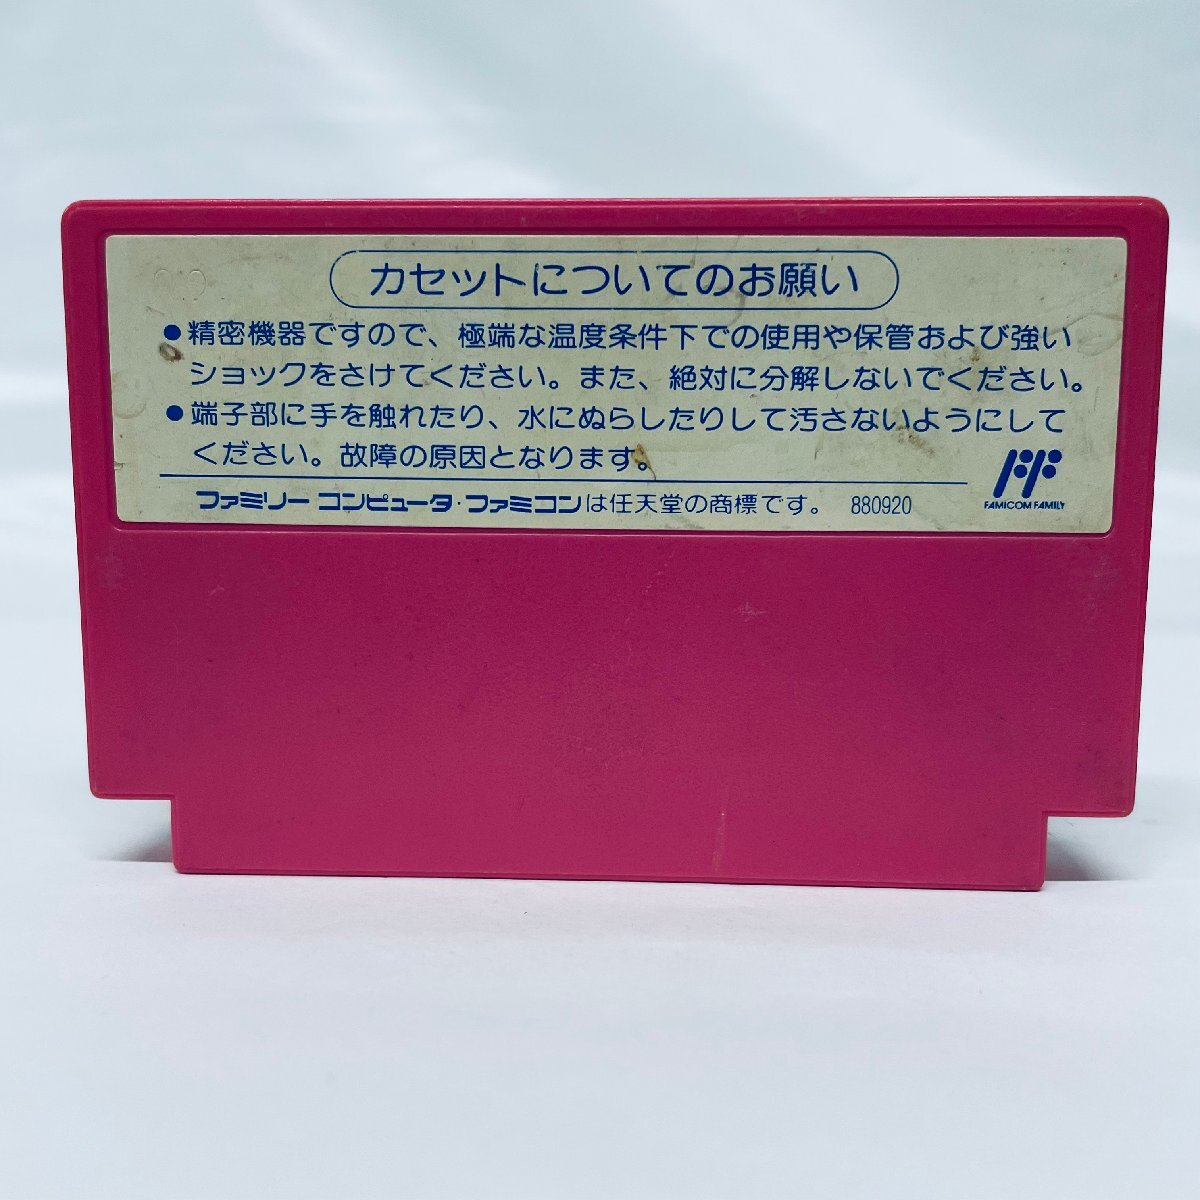 カセットについてのお願い
●精密機器ですので、極端な温度条件下での使用や保管および強い
ショックをさけてください。また、絶対に分解しないでください。
●端子部に手を触れたり、水にぬらしたりして汚さないようにして
ください。故障の原因となります。
ファミリーコンピュータ・ファミコンは任天堂の商標です。 880920
FAMICOM FAMILY